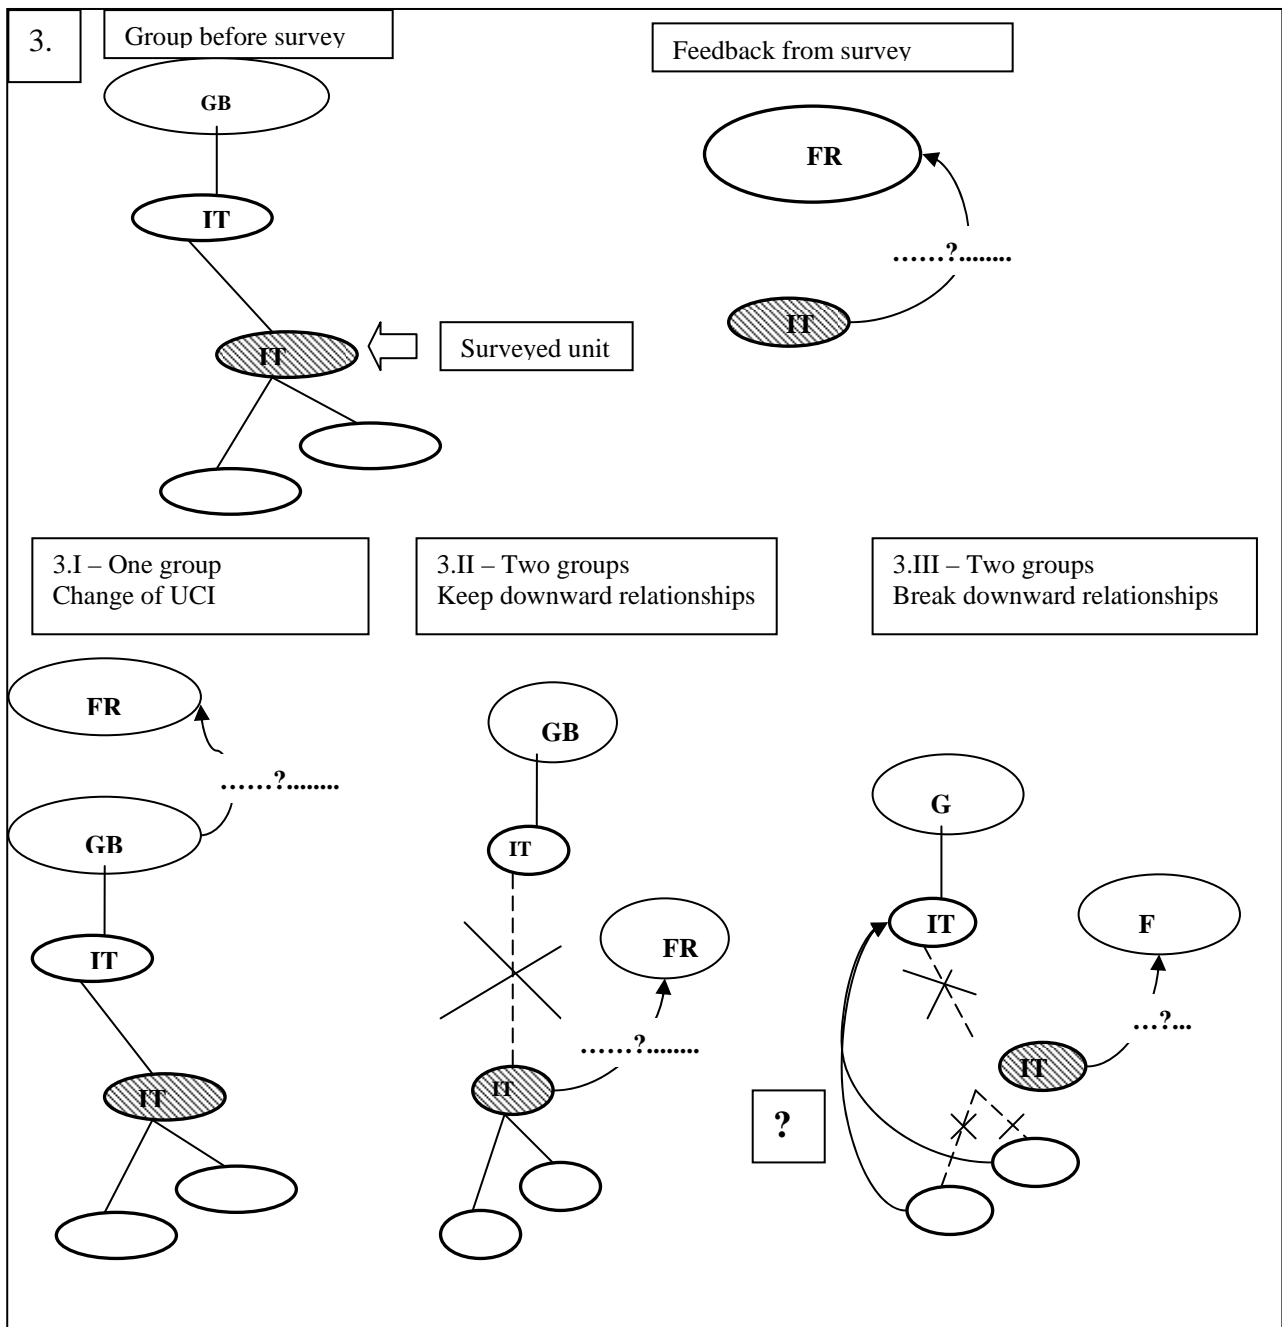 3.
Group before survey
Feedback from survey
GB
FR
IT
……?........
IT
IT
Surveyed unit
3.I – One group
Change of UCI
3.II – Two groups
Keep downward relationships
3.III – Two groups
Break downward relationships
FR
……?........
GB
IT
IT
GB
IT
FR
……?........
IT
G
IT
F
…?...
IT
?